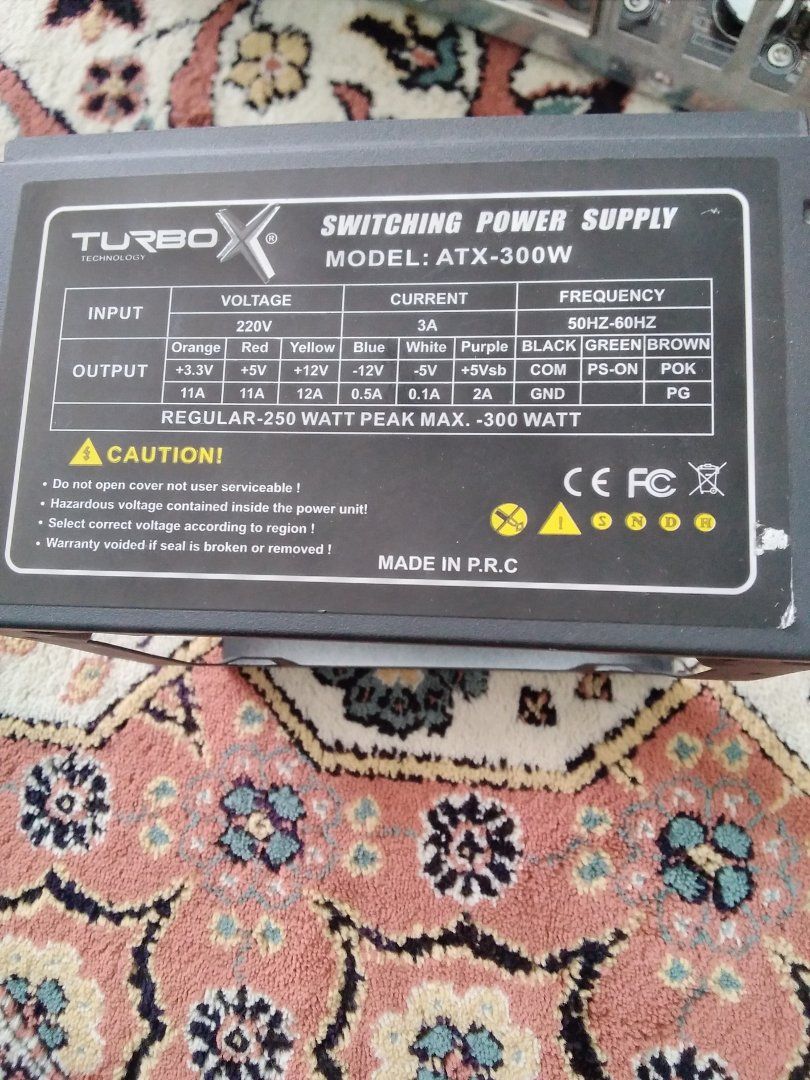 TURBO X ®
TECHNOLOGY
SWITCHING POWER SUPPLY
MODEL: ATX-300W
INPUT VOLTAGE CURRENT FREQUENCY
220V 3A 50HZ-60HZ
OUTPUT Orange Red Yellow Blue White Purple BLACK GREEN BROWN
+3.3V +5V +12V -12V -5V +5Vsb COM PS-ON POK
11A 11A 12A 0.5A 0.1A 2A GND PG
REGULAR-250 WATT PEAK MAX. -300 WATT
CAUTION!
• Do not open cover not user serviceable !
• Hazardous voltage contained inside the power unit!
• Select correct voltage according to region !
• Warranty voided if seal is broken or removed !
CE FC
! S N D H
MADE IN P.R.C